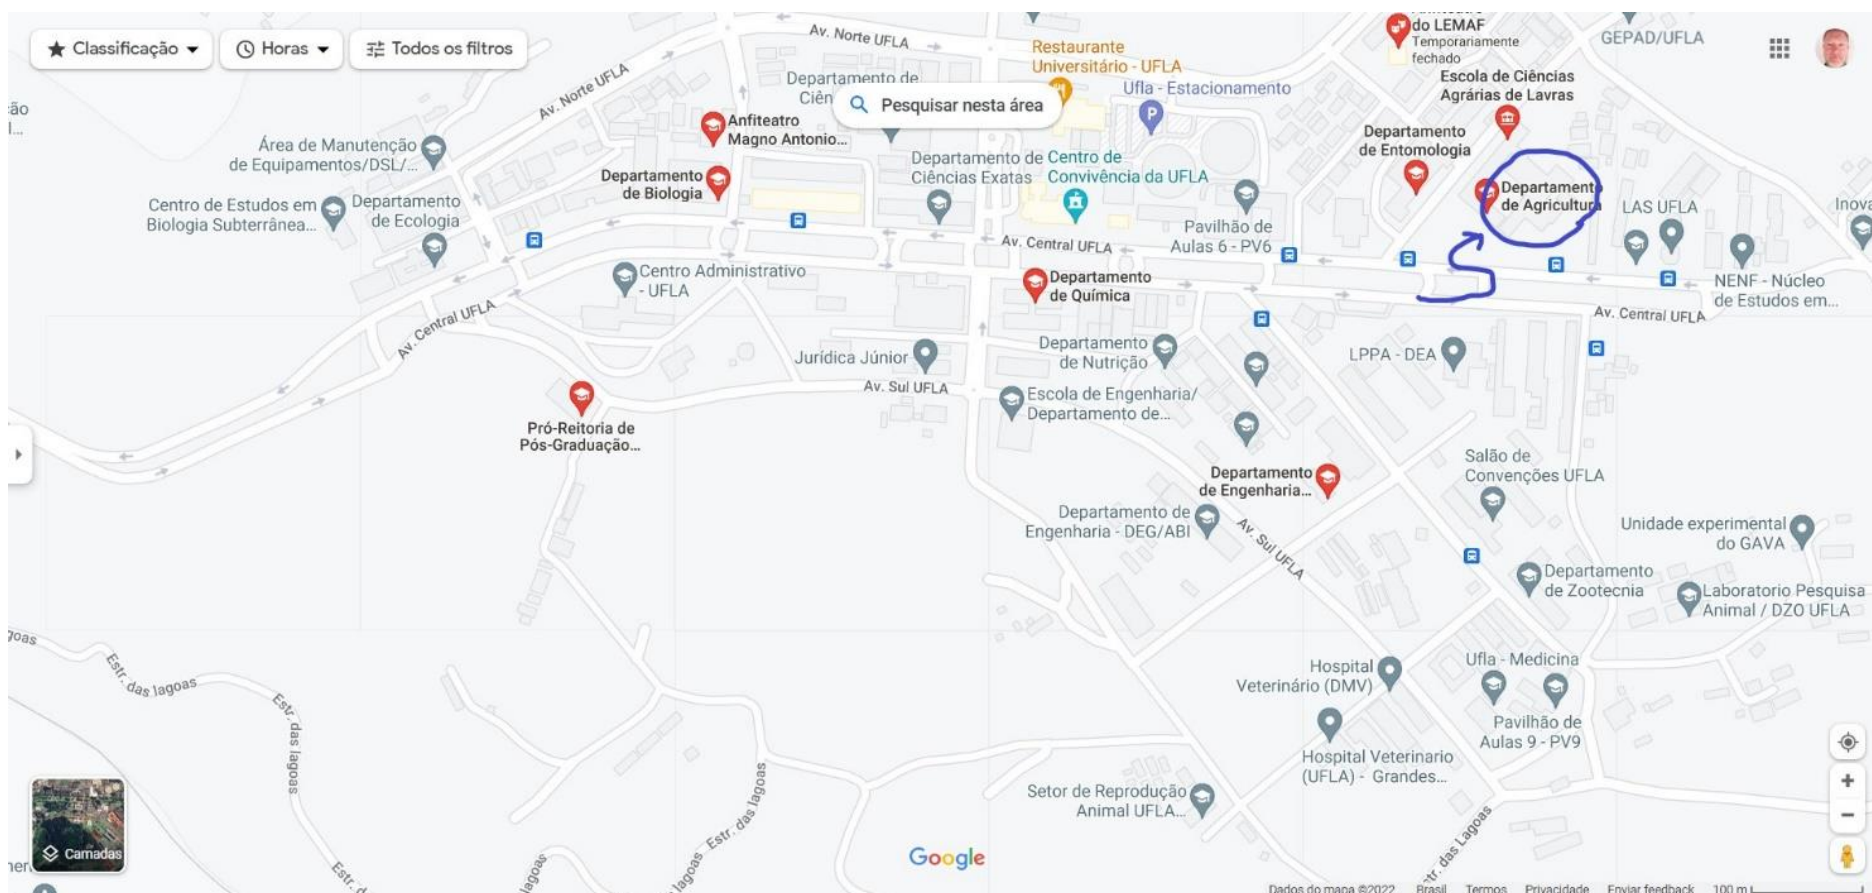 Classificação
Horas
Todos os filtros
Pesquisar nesta área
Av. Norte UFLA
Av. Norte UFLA
Restaurante
Universitário - UFLA
Ufla - Estacionamento
do LEMAF
Temporariamente
fechado
GEPAD/UFLA
Escola de Ciências
Agrárias de Lavras
ão
Área de Manutenção
de Equipamentos/DSL/...
Anfiteatro
Magno Antonio...
Departamento de
Ciên
Departamento
de Entomologia
Departamento
de Biologia
Departamento de
Ciências Exatas
Centro de
Convivência da UFLA
Departamento
de Agricultura
Centro de Estudos em
Biologia Subterrânea...
Departamento
de Ecologia
Pavilhão de
Aulas 6 - PV6
LAS UFLA
Inova
Av. Central UFLA
Centro Administrativo
- UFLA
Departamento
de Química
NENF - Núcleo
de Estudos em...
Av. Central UFLA
Av. Central UFLA
Jurídica Júnior
Departamento
de Nutrição
LPPA - DEA
Av. Sul UFLA
Escola de Engenharia/
Departamento de...
Pró-Reitoria de
Pós-Graduação...
Departamento
de Engenharia...
Salão de
Convenções UFLA
Departamento de
Engenharia - DEG/ABI
Av. Sul UFLA
Unidade experimental
do GAVA
Departamento
de Zootecnia
Laboratorio Pesquisa
Animal / DZO UFLA
goas
Estr. das lagoas
Estr. das lagoas
Hospital
Veterinário (DMV)
Ufla - Medicina
Pavilhão de
Aulas 9 - PV9
Hospital Veterinario
(UFLA) - Grandes...
Setor de Reprodução
Animal UFLA...
Estr. das lagoas
Estr. das Lagoas
lagoas
Estr. d
lagoas
Camadas
Google
Dados do mapa ©2022
Brasil
Termos
Privacidade
Enviar feedback
100 m